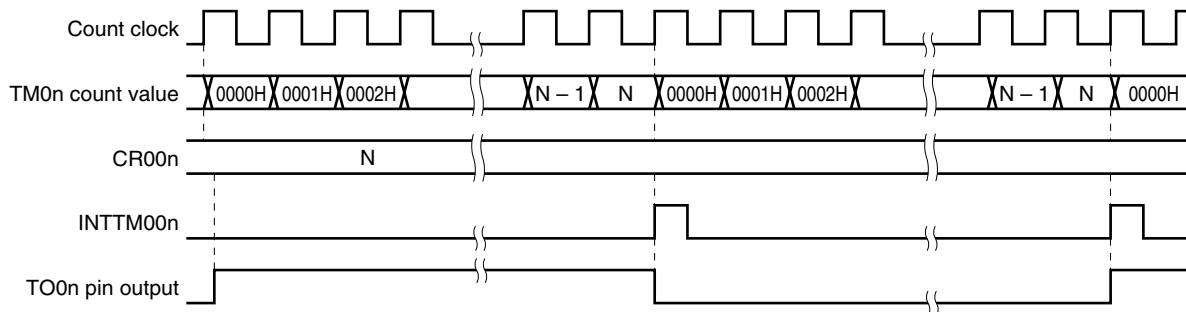 Count clock
TM0n count value 0000H 0001H 0002H N – 1 N 0000H 0001H 0002H N – 1 N 0000H
CR00n N
INTTM00n
TO0n pin output